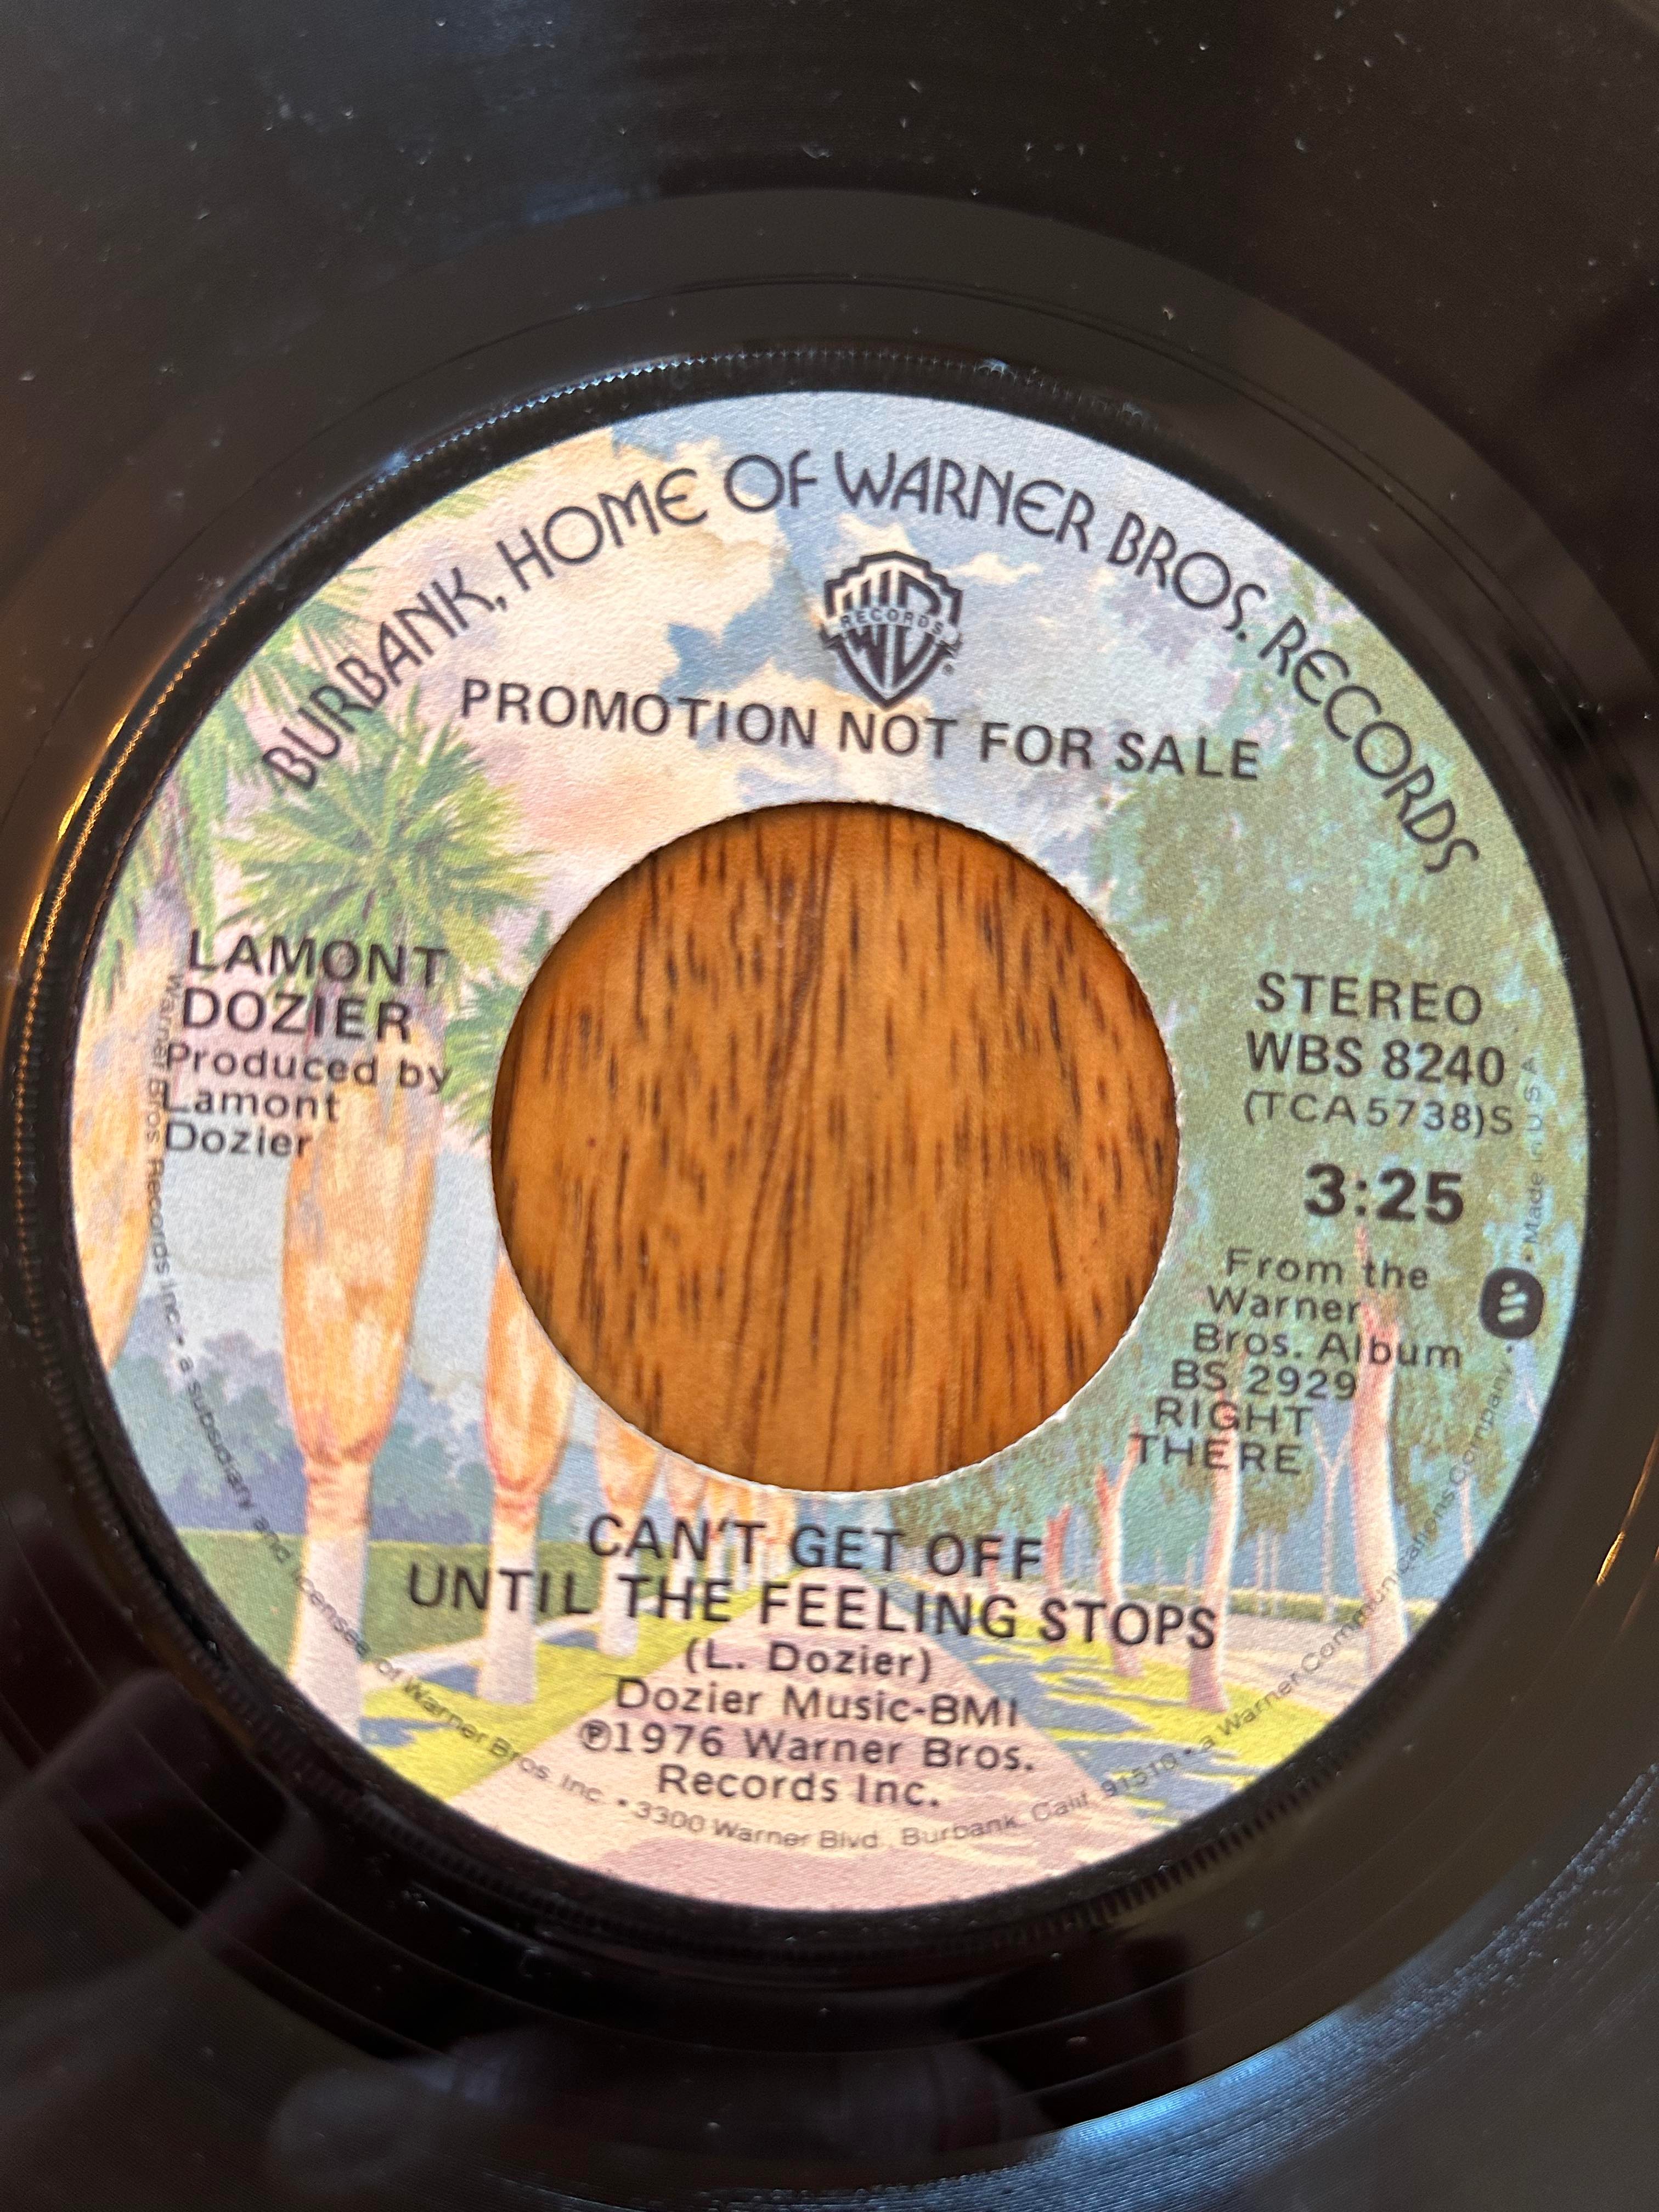 BURBANK, HOME OF WARNER BROS. RECORDS
WB
RECORDS
®
PROMOTION NOT FOR SALE
LAMONT
DOZIER
Produced by
Lamont
Dozier
STEREO
WBS 8240
(TCA5738)S
3:25
From the
Warner
Bros. Album
BS 2929
RIGHT
THERE
CAN'T GET OFF
UNTIL THE FEELING STOPS
(L. Dozier)
Dozier Music-BMI
℗1976 Warner Bros.
Records Inc.
Warner Bros. Records Inc. • a subsidiary and licensee of Warner Bros. Inc. • 3300 Warner Blvd., Burbank, Calif. 91510 • a Warner Communications Company • W • Made in U.S.A.